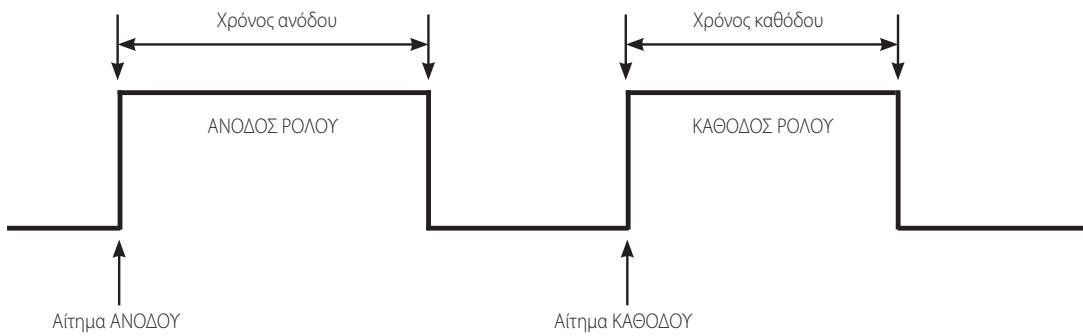 Χρόνος ανόδου
Χρόνος καθόδου
ΑΝΟΔΟΣ ΡΟΛΟΥ
ΚΑΘΟΔΟΣ ΡΟΛΟΥ
Αίτημα ΑΝΟΔΟΥ
Αίτημα ΚΑΘΟΔΟΥ